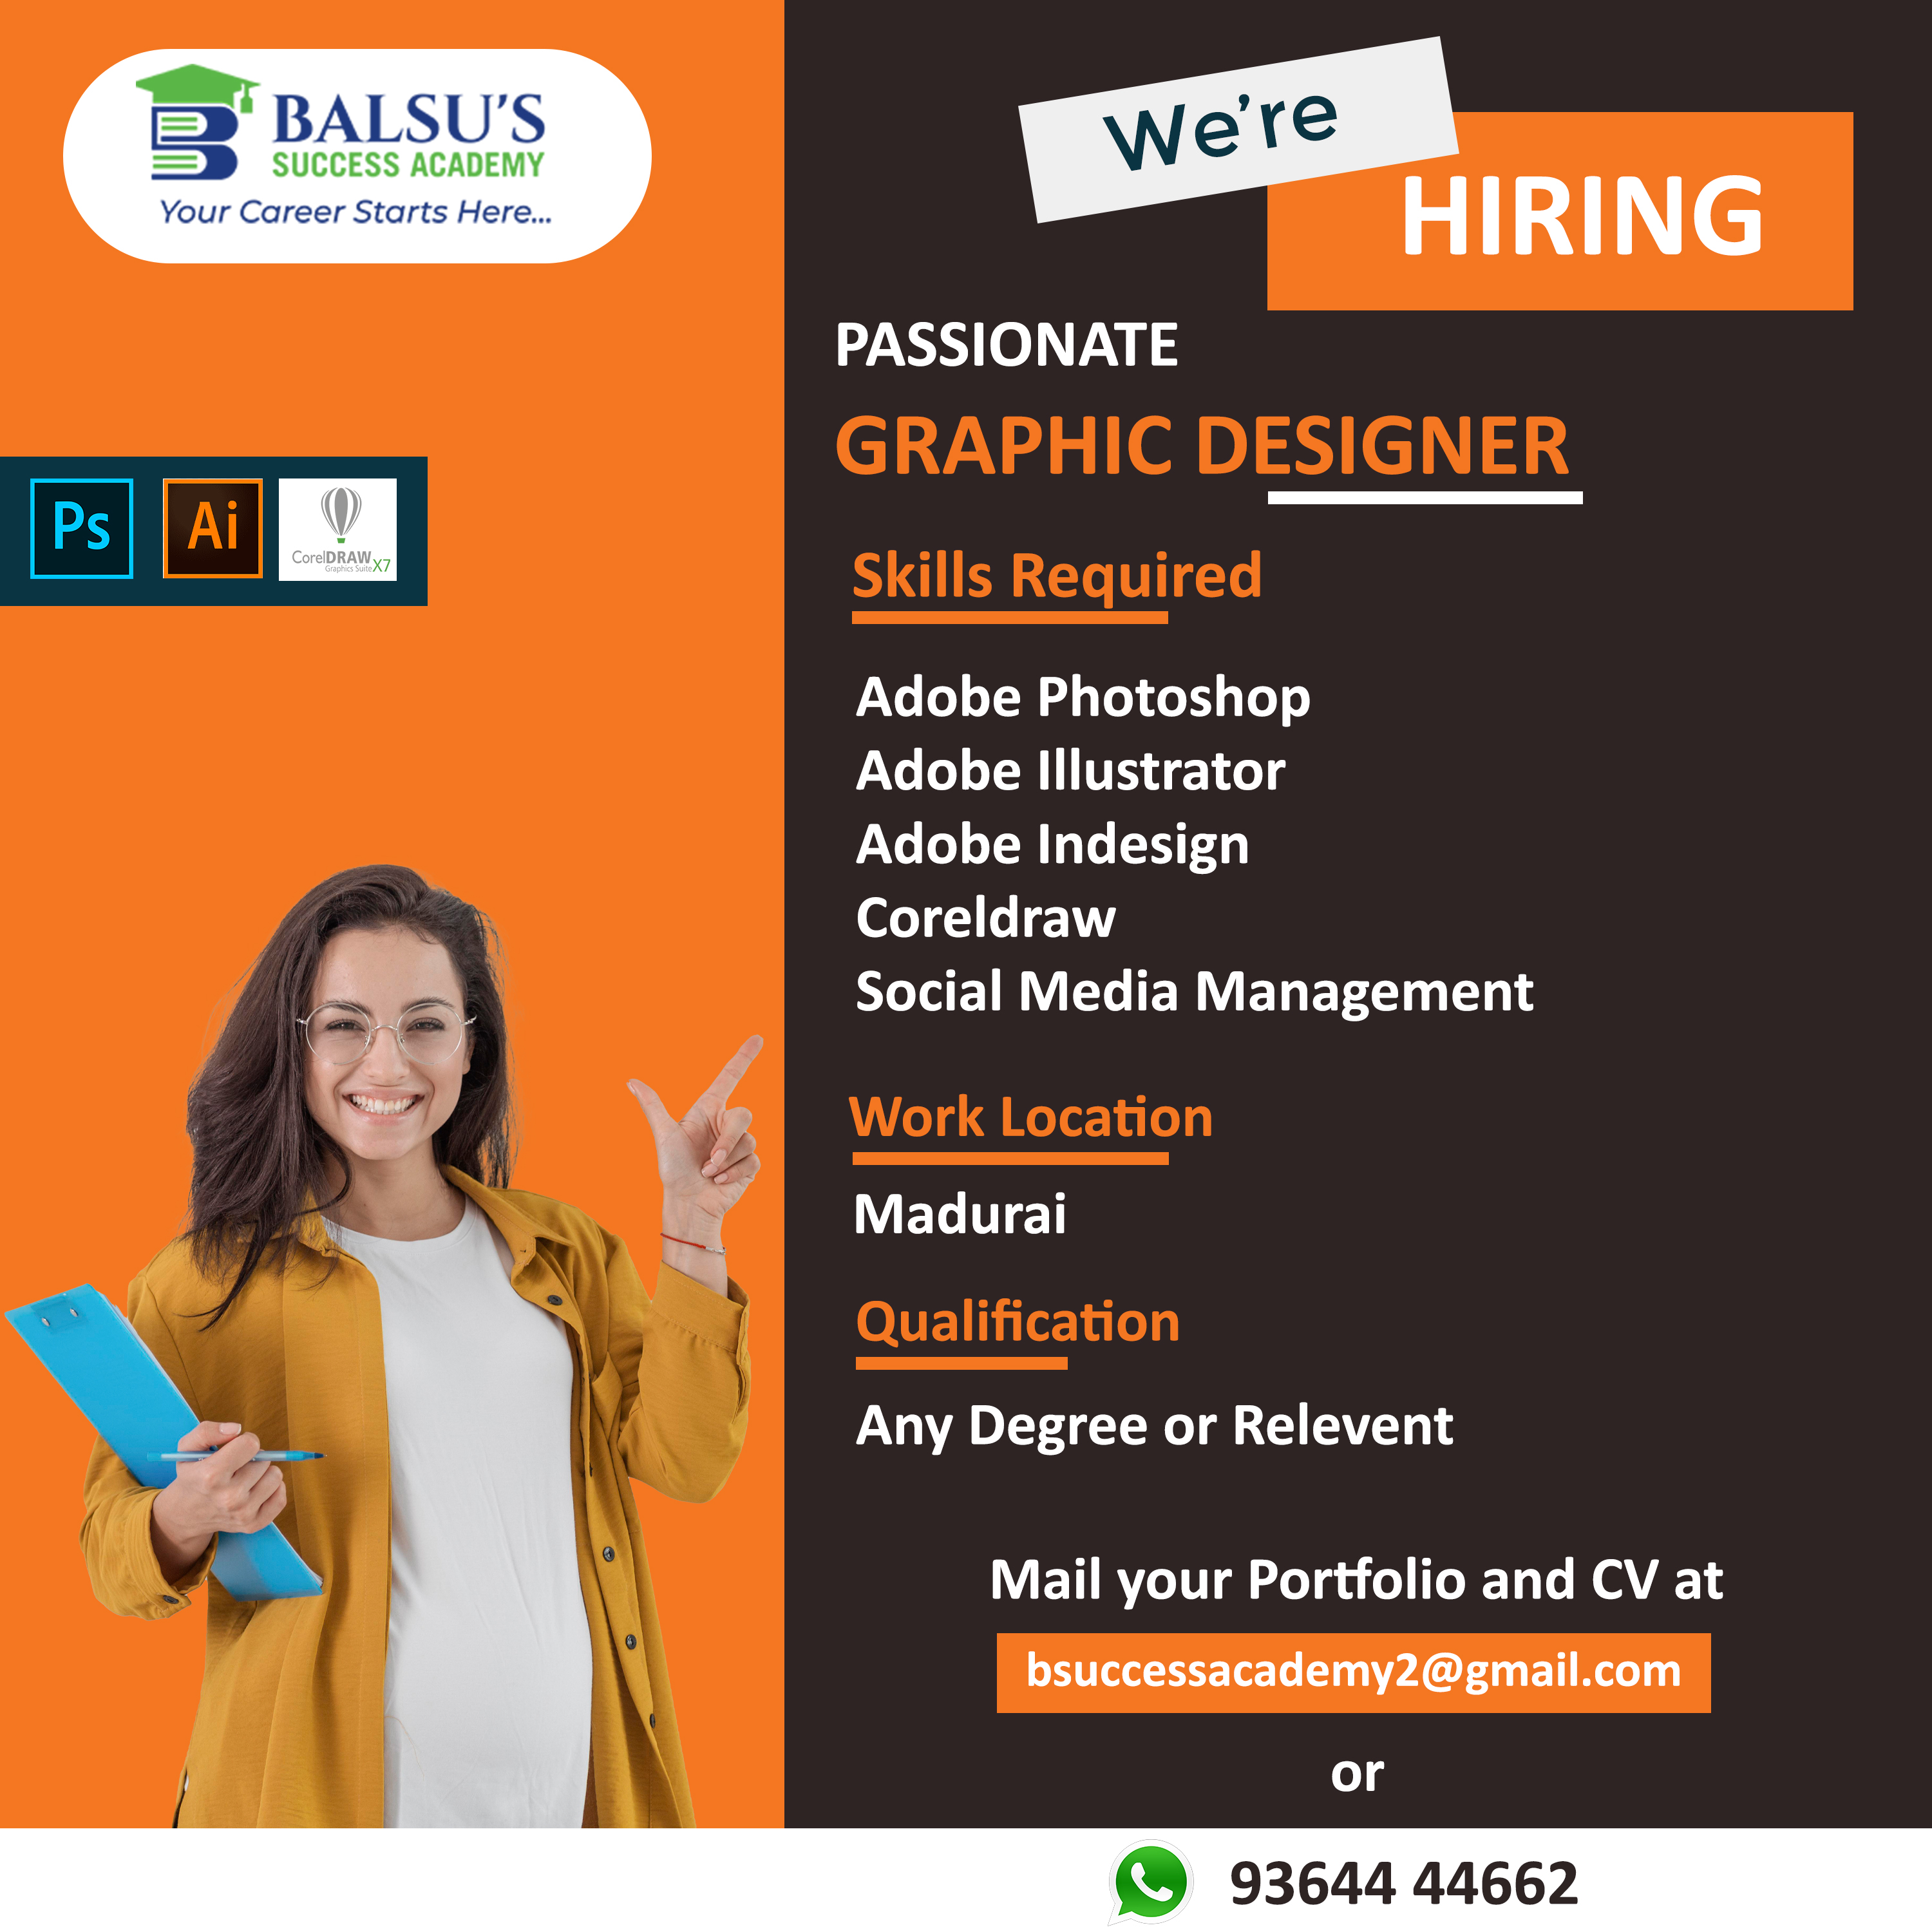 BALSU'S
SUCCESS ACADEMY
Your Career Starts Here...
We're
HIRING
PASSIONATE
GRAPHIC DESIGNER
Ps
Ai
CorelDRAW
Graphics Suite X7
Skills Required
Adobe Photoshop
Adobe Illustrator
Adobe Indesign
Coreldraw
Social Media Management
Work Location
Madurai
Qualification
Any Degree or Relevent
Mail your Portfolio and CV at
bsuccessacademy2@gmail.com
or
93644 44662